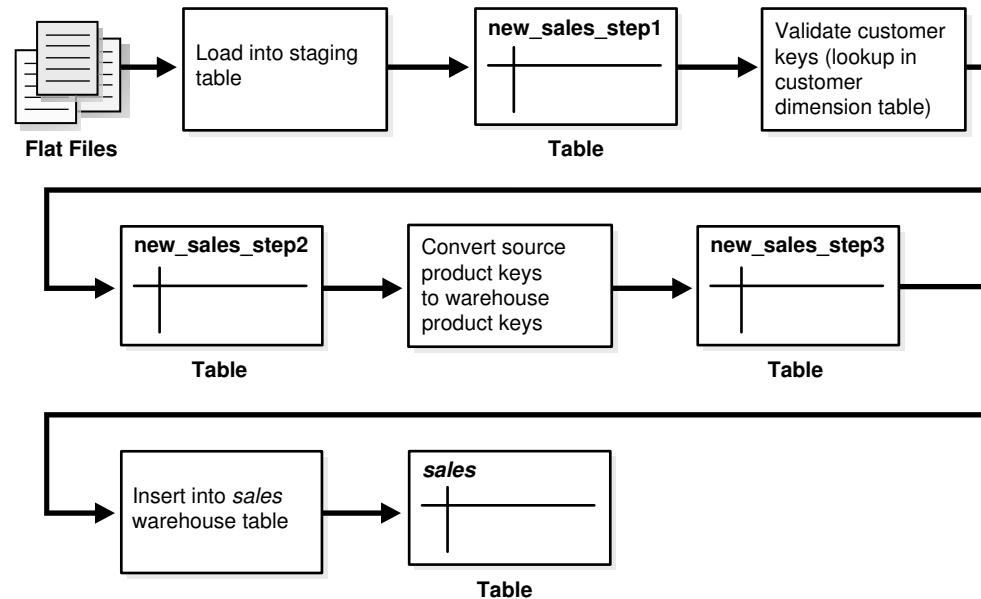 Flat Files
Load into staging
table
new_sales_step1
Table
Validate customer
keys (lookup in
customer
dimension table)
new_sales_step2
Table
Convert source
product keys
to warehouse
product keys
new_sales_step3
Table
Insert into sales
warehouse table
sales
Table